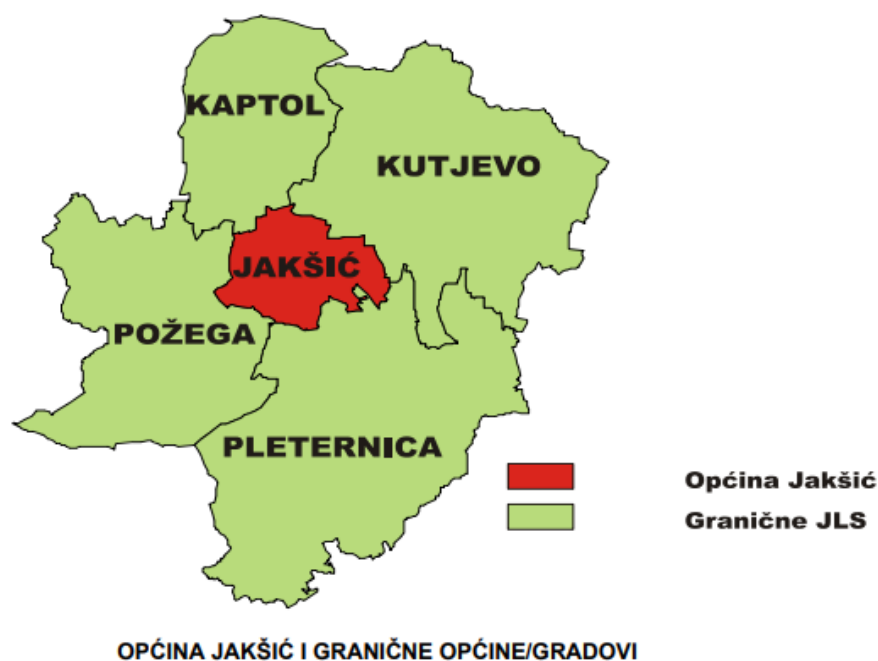 KAPTOL
KUTJEVO
JAKŠIĆ
POŽEGA
PLETERNICA
Općina Jakšić
Granične JLS
OPĆINA JAKŠIĆ I GRANIČNE OPĆINE/GRADOVI